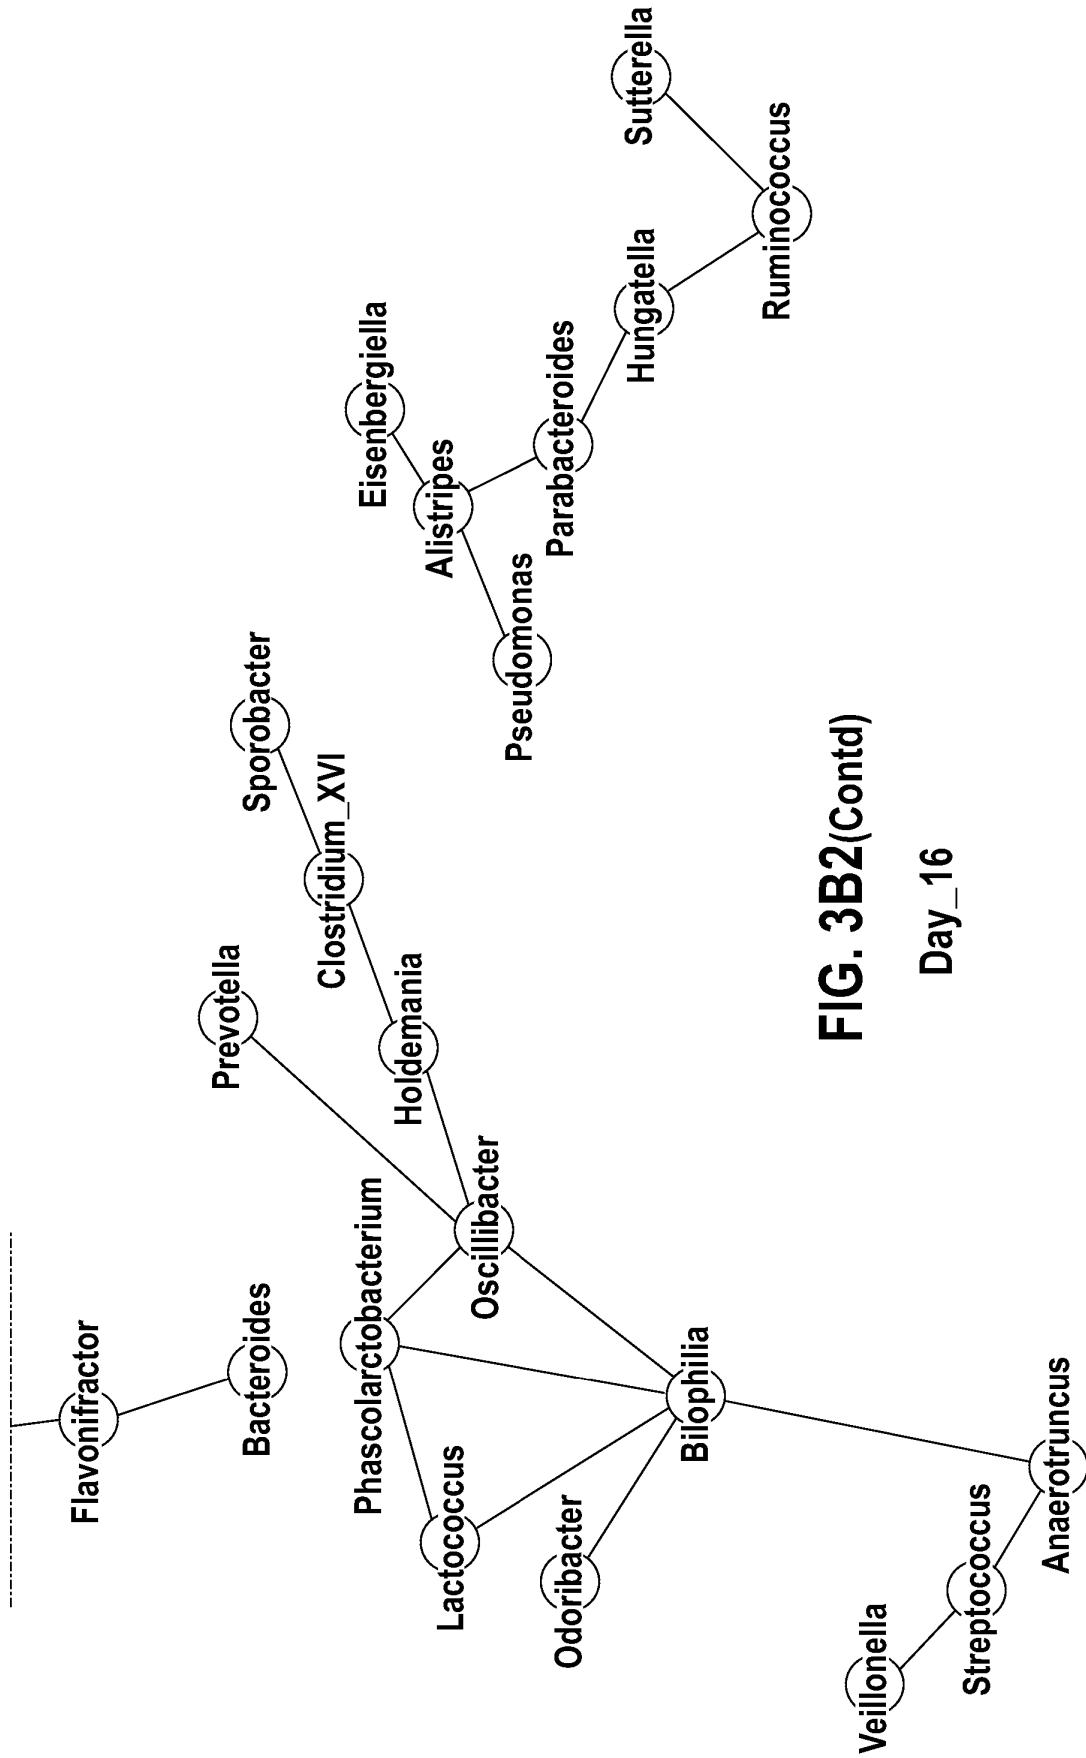 Flavonifractor
Bacteroides
Prevotella
Sporobacter
Clostridium_XVI
Holdemania
Phascolarctobacterium
Oscillibacter
Lactococcus
Odoribacter
Bilophilia
Veillonella
Streptococcus
Anaerotruncus
Eisenbergiella
Alistripes
Pseudomonas
Parabacteroides
Hungatella
Sutterella
Ruminococcus
FIG. 3B2(Contd)
Day_16